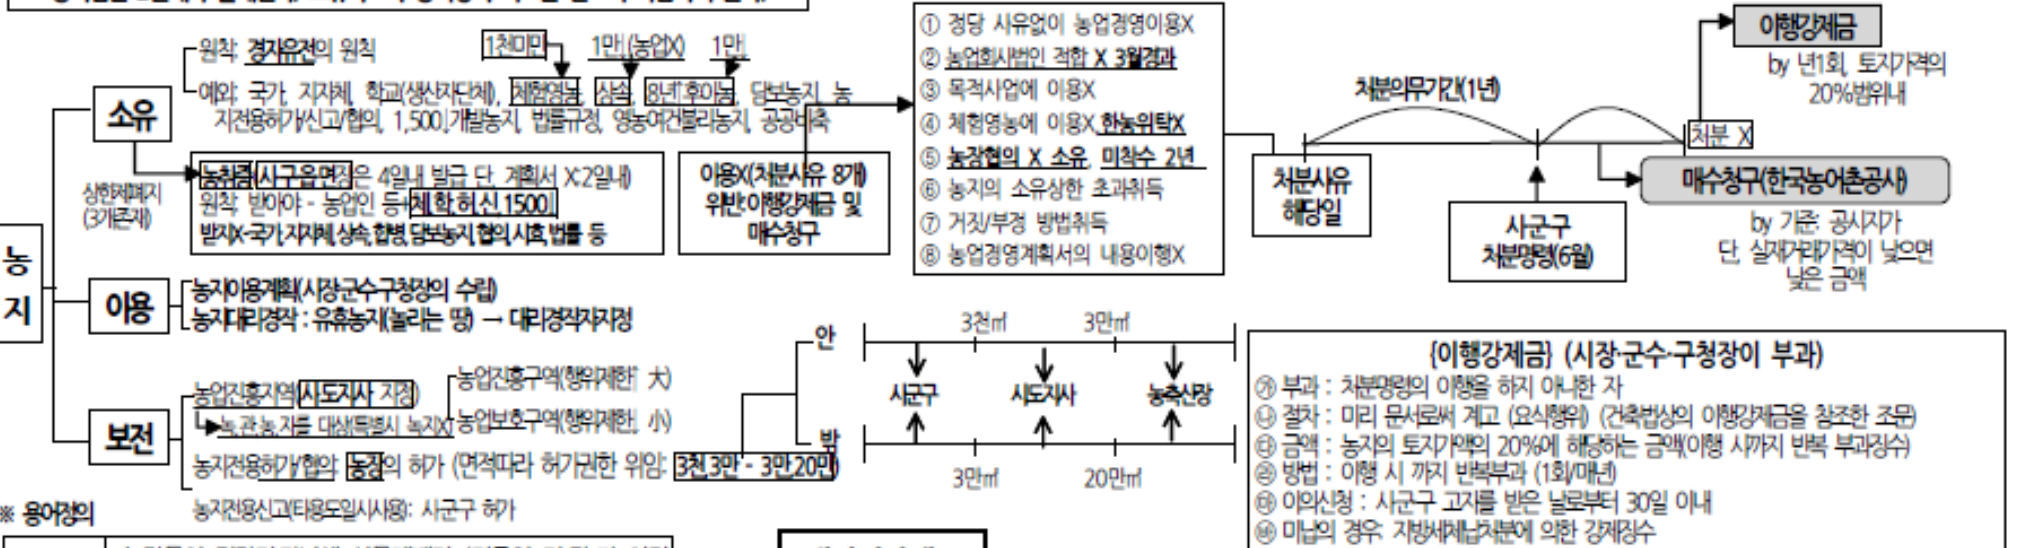 원칙: 경자유전의 원칙
1천미만
1만(농업X)
1만
소유
예외: 국가, 지자체, 학교(생산자단체), 체험영농, 상속, 8년↑후이농, 담보농지, 농
지전용허가/신고/협의, 1,500↓개발농지, 법률규정, 영농여건불리농지, 공공비축
상한제폐지
(3개존재)
농취증(시구읍면장은 4일내 발급 단, 계획서 X:2일내)
원칙: 받아야 - 농업인 등+체,학,허,신,1500↓
받지X-국가,지자체,상속,합병,담보농지,협의,시효,법률 등
이용X(처분사유 8개)
위반:이행강제금 및
매수청구
① 정당 사유없이 농업경영이용X
② 농업회사법인 적합 X 3월경과
③ 목적사업에 이용X
④ 체험영농에 이용X, 한농위탁X
⑤ 농장협의 X 소유, 미착수 2년
⑥ 농지의 소유상한 초과취득
⑦ 거짓/부정 방법취득
⑧ 농업경영계획서의 내용이행X
처분의무기간(1년)
처분사유
해당일
시군구
처분명령(6월)
처분 X
이행강제금
by 년1회, 토지가격의
20%범위내
매수청구(한국농어촌공사)
by 기준: 공시지가
단, 실재거래가격이 낮으면
낮은 금액
농
지
이용
농지이용계획(시장군수구청장의 수립)
농지대리경작 : 유휴농지(놀리는 땅) → 대리경작자지정
보전
농업진흥지역(시도지사 지정)
녹,관,농,자를 대상(특별시 녹지X)
농업진흥구역(행위제한↑ 大)
농업보호구역(행위제한↓ 小)
농지전용허가/협의: 농장의 허가 (면적따라 허가권한 위임: 3천,3만 - 3만,20만)
농지전용신고(타용도일시사용): 시군구 허가
안
3천㎡
3만㎡
시군구
시도지사
농축산장
밖
3만㎡
20만㎡
{이행강제금} (시장·군수·구청장이 부과)
㉮ 부과 : 처분명령의 이행을 하지 아니한 자
㉯ 절차 : 미리 문서로써 계고 (요식행위) (건축법상의 이행강제금을 참조한 조문)
㉰ 금액 : 농지의 토지가액의 20%에 해당하는 금액(이행 시까지 반복 부과징수)
㉱ 방법 : 이행 시 까지 반복부과 (1회/매년)
㉲ 이의신청 : 시군구 고지를 받은 날로부터 30일 이내
㉳ 미납의 경우: 지방세체납처분에 의한 강제징수
※ 용어정의